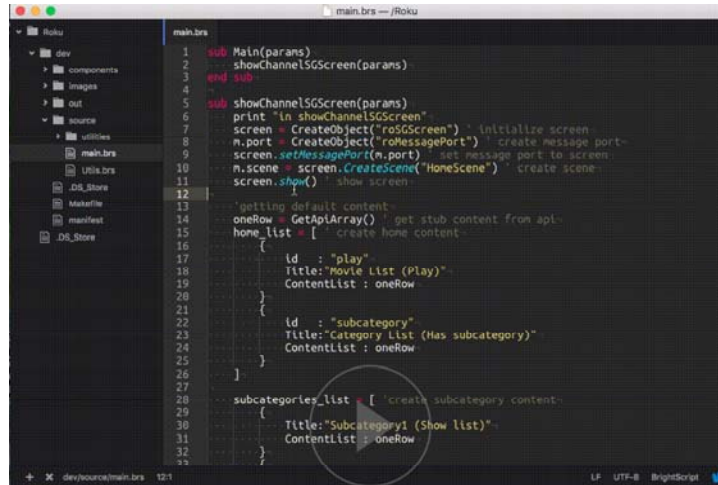 main.brs — /Roku
Roku
dev
components
images
out
source
utilities
main.brs
Utils.brs
.DS_Store
Makefile
manifest
.DS_Store
main.brs
1 sub Main(params)
2 showChannelSGScreen(params)
3 end sub
4
5 sub showChannelSGScreen(params)
6 print "in showChannelSGScreen"
7 screen = CreateObject("roSGScreen") ' initialize screen
8 m.port = CreateObject("roMessagePort") ' create message port
9 screen.setMessagePort(m.port) ' set message port to screen
10 m.scene = screen.CreateScene("HomeScene") ' create scene
11 screen.show() ' show screen
12
13 'getting default content
14 oneRow = GetApiArray() ' get stub content from api
15 home_list = [ ' create home content
16 {
17 id : "play"
18 Title:"Movie List (Play)"
19 ContentList : oneRow
20 }
21 {
22 id : "subcategory"
23 Title:"Category List (Has subcategory)"
24 ContentList : oneRow
25 }
26 ]
27
28 subcategories_list = [ 'create subcategory content
29 {
30 Title:"Subcategory1 (Show list)"
31 ContentList : oneRow
32 }
33 {
+ X dev/source/main.brs 12:1 LF UTF-8 BrightScript